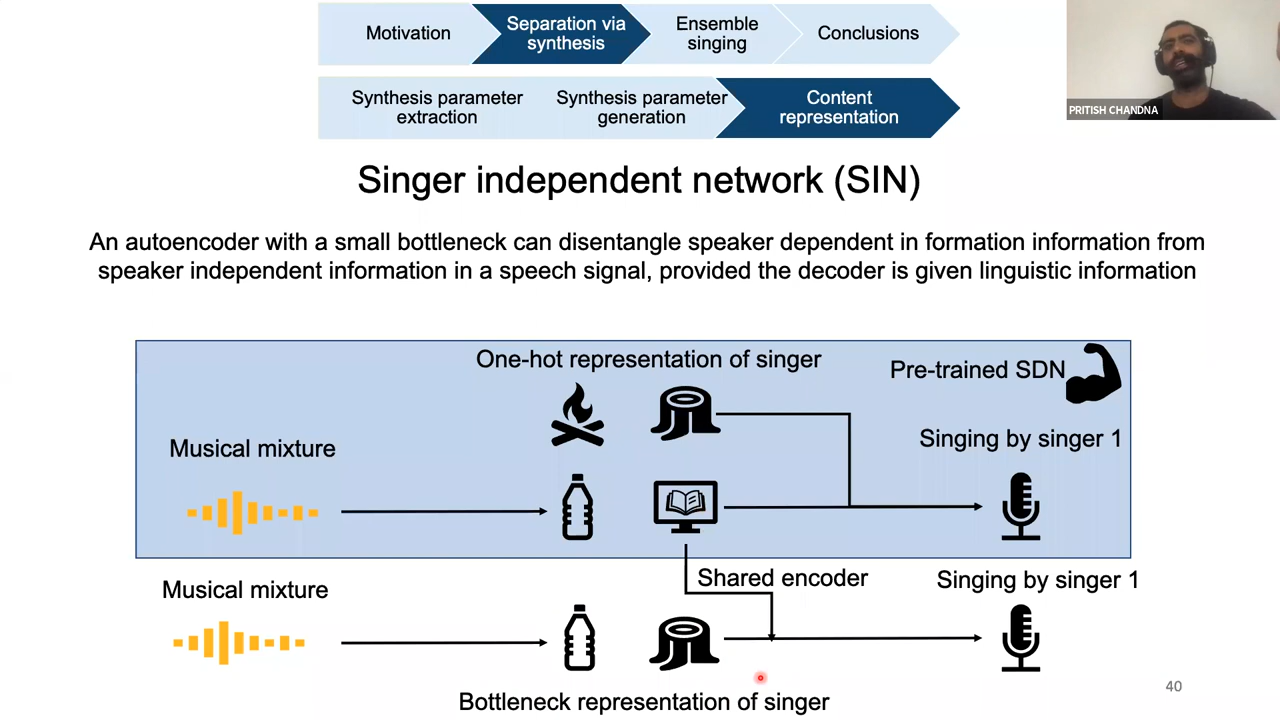 Motivation
Separation via
synthesis
Ensemble
singing
Conclusions
Synthesis parameter
extraction
Synthesis parameter
generation
Content
representation
PRITISH CHANDNA
Singer independent network (SIN)
An autoencoder with a small bottleneck can disentangle speaker dependent in formation information from
speaker independent information in a speech signal, provided the decoder is given linguistic information
One-hot representation of singer
Pre-trained SDN
Musical mixture
Singing by singer 1
Musical mixture
Shared encoder
Singing by singer 1
Bottleneck representation of singer
40